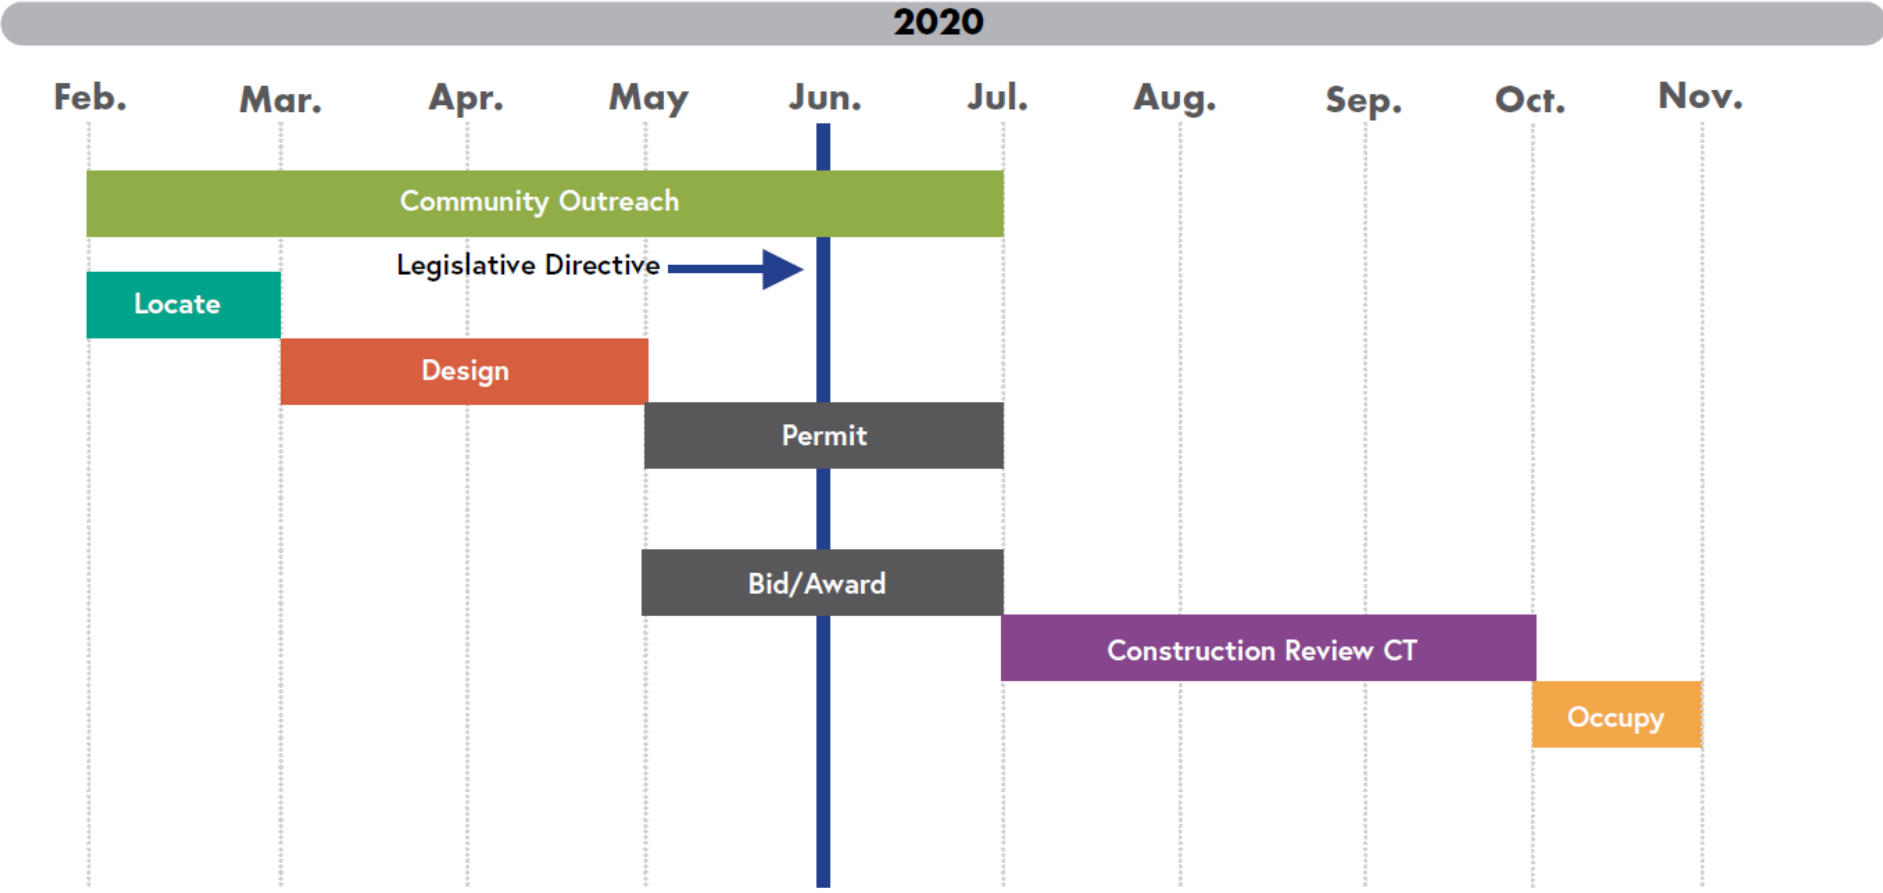 2020
Feb. Mar. Apr. May Jun. Jul. Aug. Sep. Oct. Nov.
Community Outreach
Legislative Directive
Locate
Design
Permit
Bid/Award
Construction Review CT
Occupy